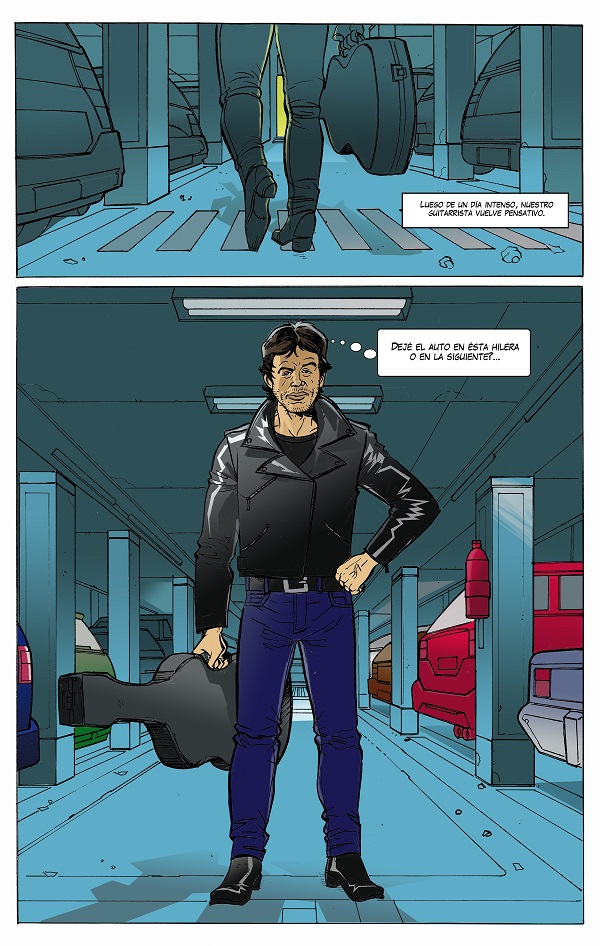 LUEGO DE UN DÍA INTENSO, NUESTRO
GUITARRISTA VUELVE PENSATIVO.
DEJÉ EL AUTO EN ÉSTA HILERA
O EN LA SIGUIENTE?...